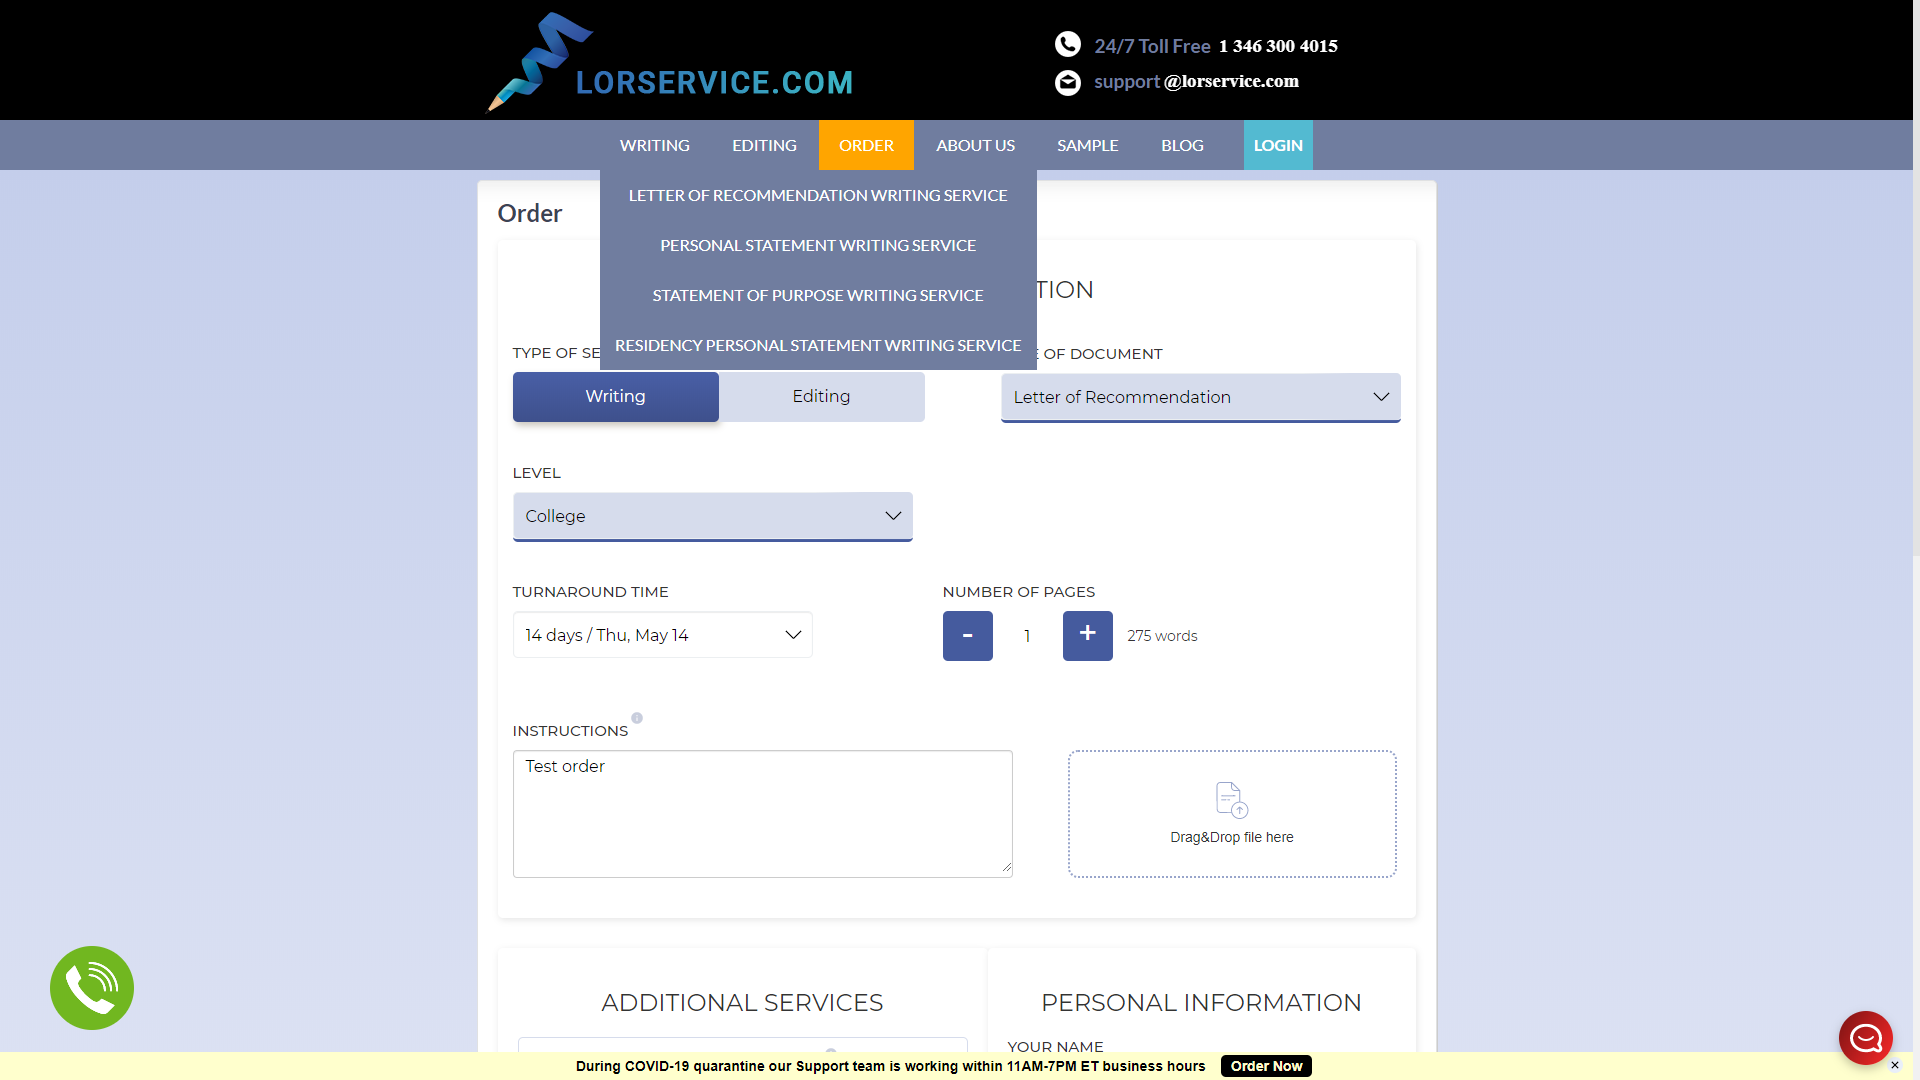 LORSERVICE.COM
24/7 Toll Free 1 346 300 4015
support @lorservice.com
WRITING EDITING ORDER ABOUT US SAMPLE BLOG LOGIN
LETTER OF RECOMMENDATION WRITING SERVICE
PERSONAL STATEMENT WRITING SERVICE
STATEMENT OF PURPOSE WRITING SERVICE
RESIDENCY PERSONAL STATEMENT WRITING SERVICE
Order
TION
TYPE OF SE
E OF DOCUMENT
Writing Editing
Letter of Recommendation
LEVEL
College
TURNAROUND TIME
NUMBER OF PAGES
14 days / Thu, May 14
- 1 + 275 words
INSTRUCTIONS
Test order
Drag&Drop file here
ADDITIONAL SERVICES
PERSONAL INFORMATION
YOUR NAME
During COVID-19 quarantine our Support team is working within 11AM-7PM ET business hours Order Now